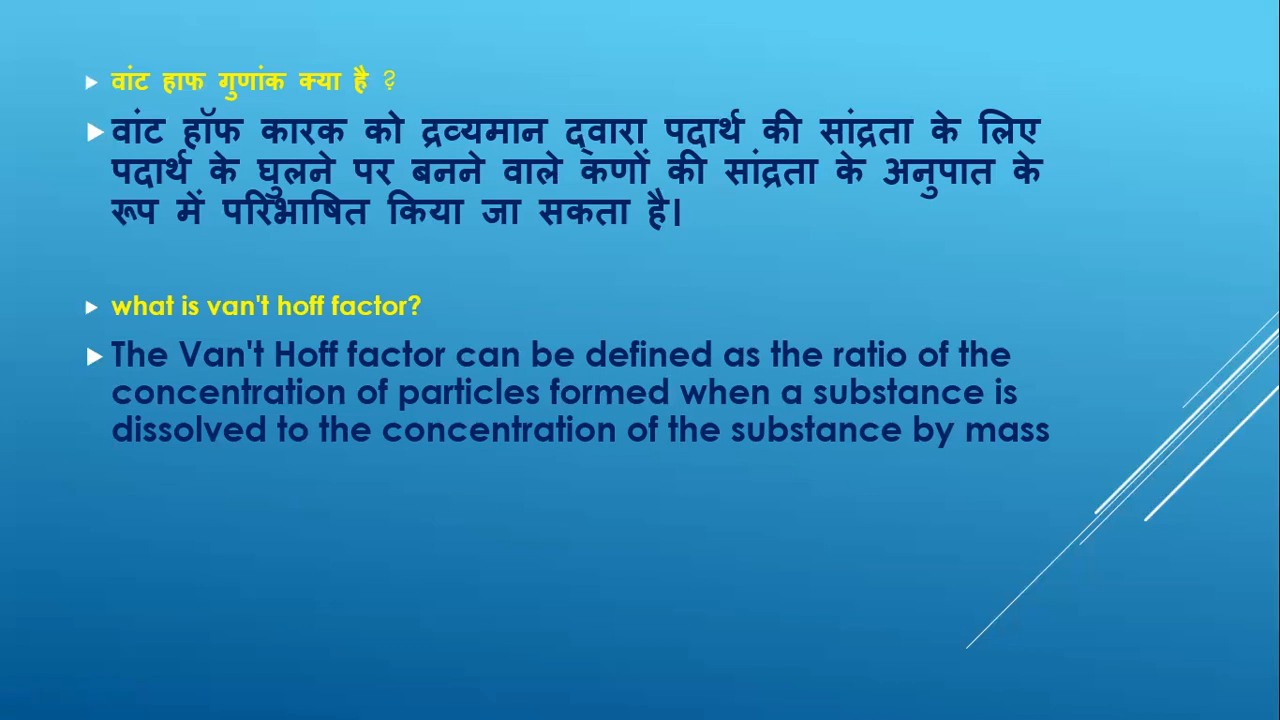 वांट हाफ गुणांक क्या है ?
वांट हॉफ कारक को द्रव्यमान द्वारा पदार्थ की सांद्रता के लिए
पदार्थ के घुलने पर बनने वाले कणों की सांद्रता के अनुपात के
रूप में परिभाषित किया जा सकता है।
what is van't hoff factor?
The Van't Hoff factor can be defined as the ratio of the
concentration of particles formed when a substance is
dissolved to the concentration of the substance by mass